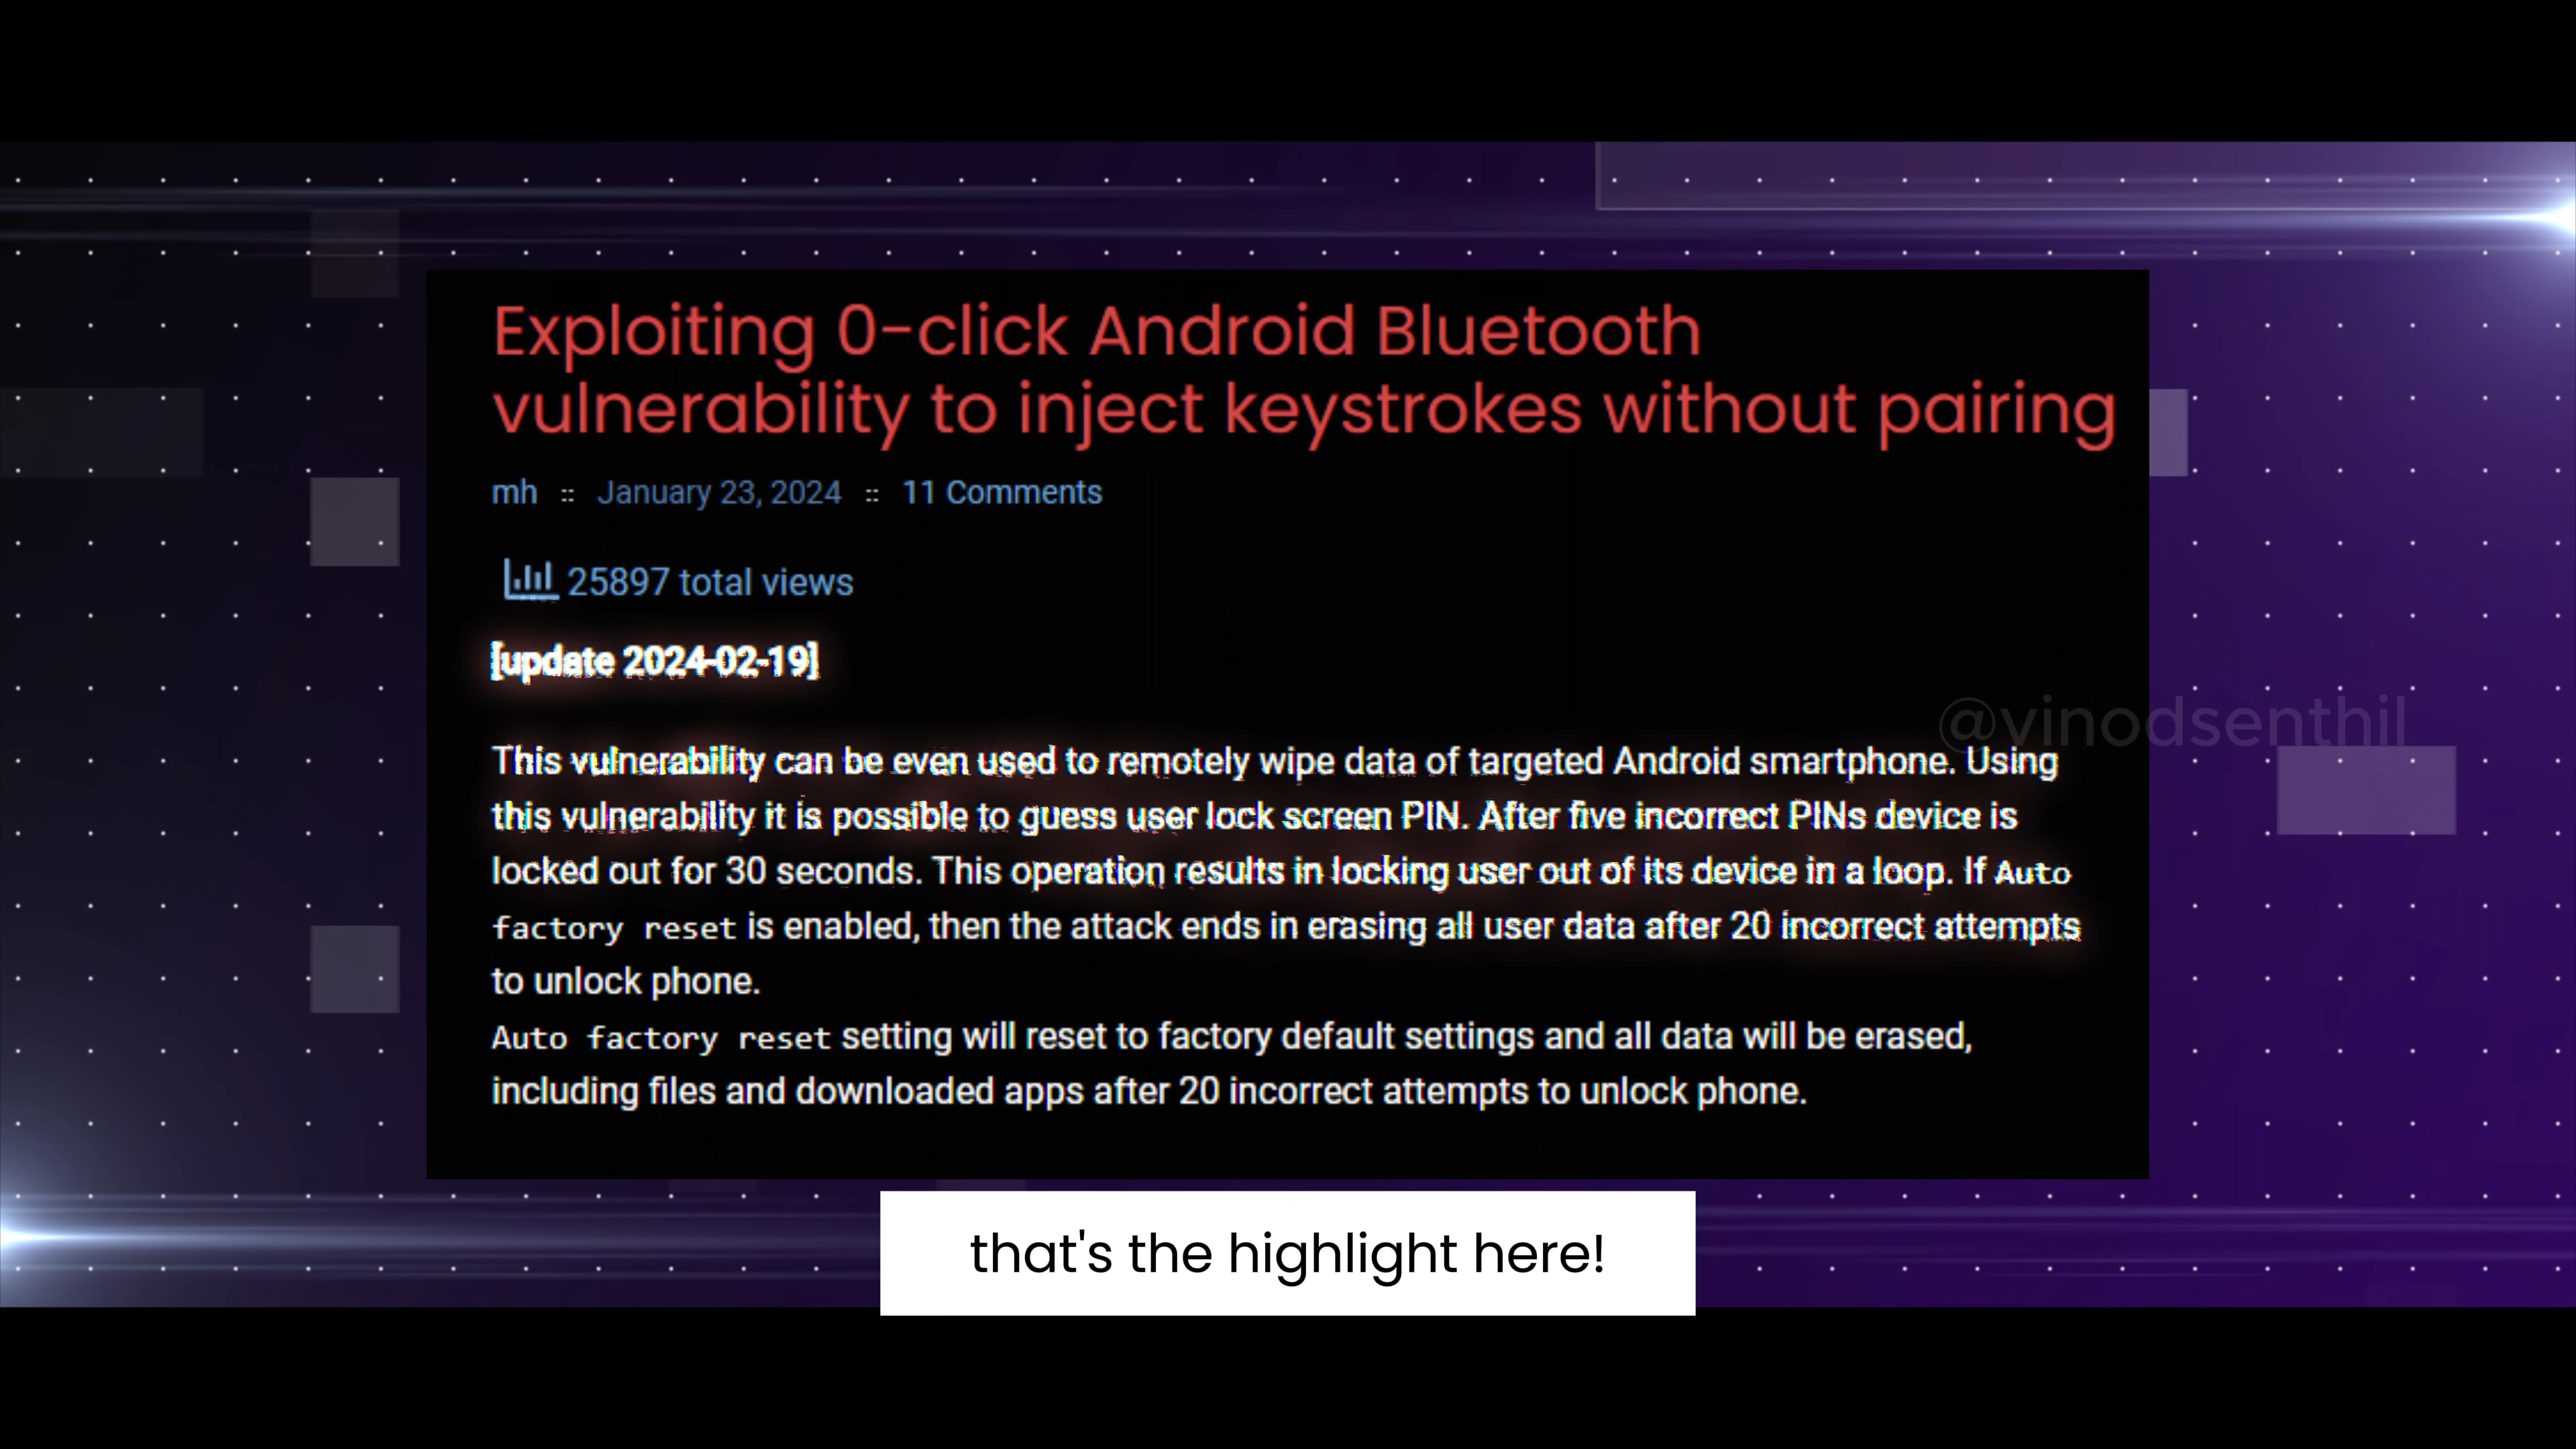 Exploiting 0-click Android Bluetooth
vulnerability to inject keystrokes without pairing
mh :: January 23, 2024 :: 11 Comments
25897 total views
[update 2024-02-19]
@vinodsenthil
This vulnerability can be even used to remotely wipe data of targeted Android smartphone. Using
this vulnerability it is possible to guess user lock screen PIN. After five incorrect PINs device is
locked out for 30 seconds. This operation results in locking user out of its device in a loop. If Auto
factory reset is enabled, then the attack ends in erasing all user data after 20 incorrect attempts
to unlock phone.
Auto factory reset setting will reset to factory default settings and all data will be erased,
including files and downloaded apps after 20 incorrect attempts to unlock phone.
that's the highlight here!